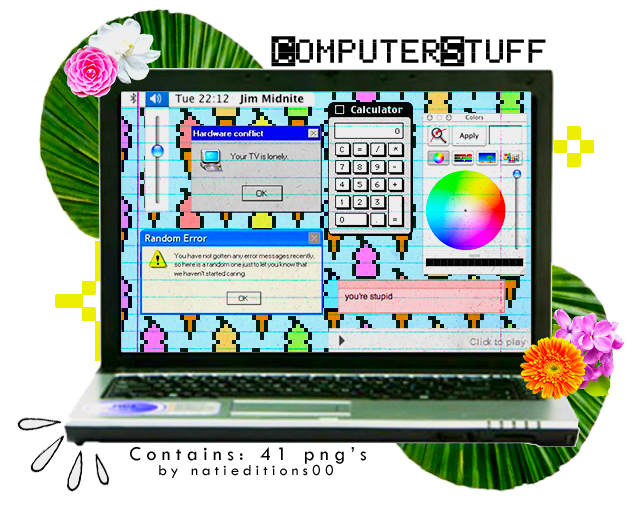 COMPUTERSTUFF
Tue 22:12 Jim Midnite
Calculator
Colors
0
Apply
Hardware conflict
Your TV is lonely.
OK
C = / *
7 8 9 -
4 5 6 +
1 2 3
0 . =
Random Error
You have not gotten any error messages recently,
so here is a random one just to let you know that
we haven't started caring.
OK
you're stupid
Click to play
Contains: 41 png's
by natieditions00